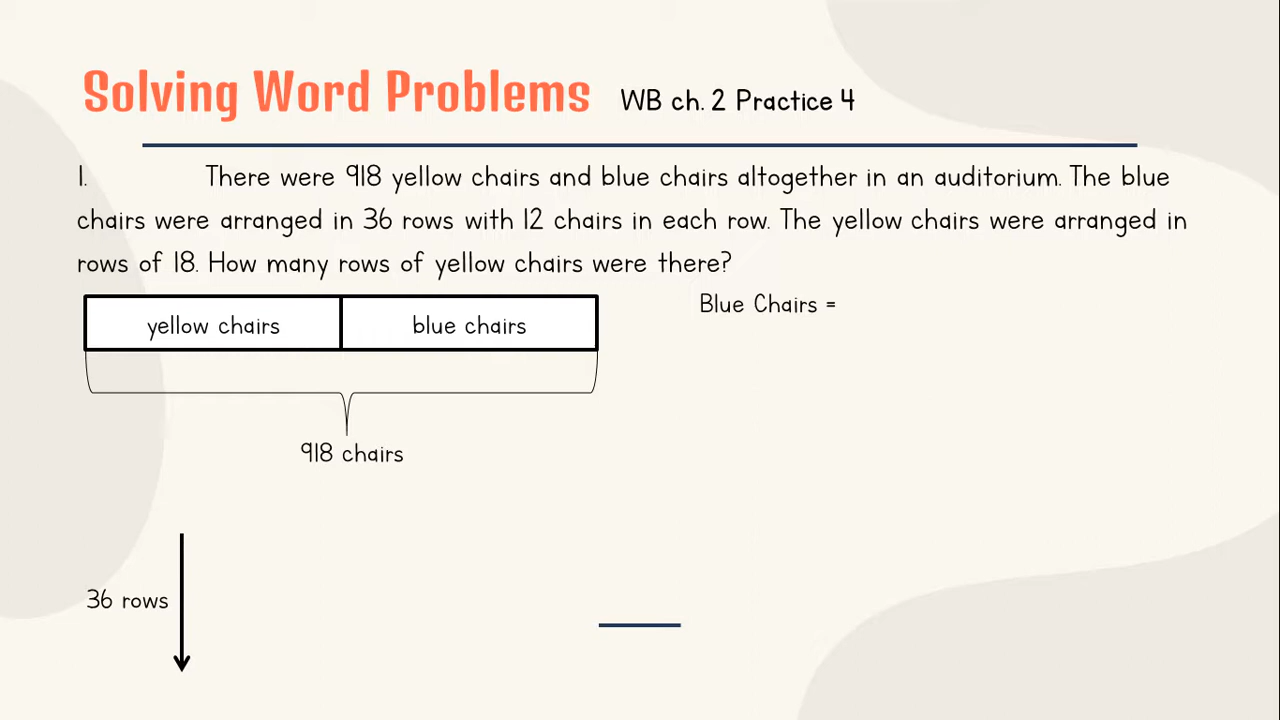 Solving Word Problems WB ch. 2 Practice 4
1. There were 918 yellow chairs and blue chairs altogether in an auditorium. The blue
chairs were arranged in 36 rows with 12 chairs in each row. The yellow chairs were arranged in
rows of 18. How many rows of yellow chairs were there?
Blue Chairs =
yellow chairs blue chairs
918 chairs
36 rows